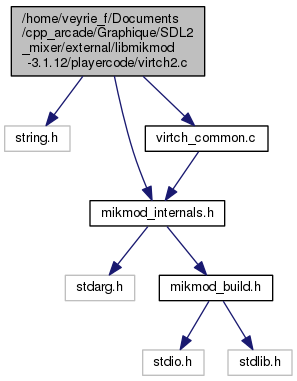 /home/veyrie_f/Documents
/cpp_arcade/Graphique/SDL2
_mixer/external/libmikmod
-3.1.12/playercode/virtch2.c
string.h
virtch_common.c
mikmod_internals.h
stdarg.h
mikmod_build.h
stdio.h
stdlib.h